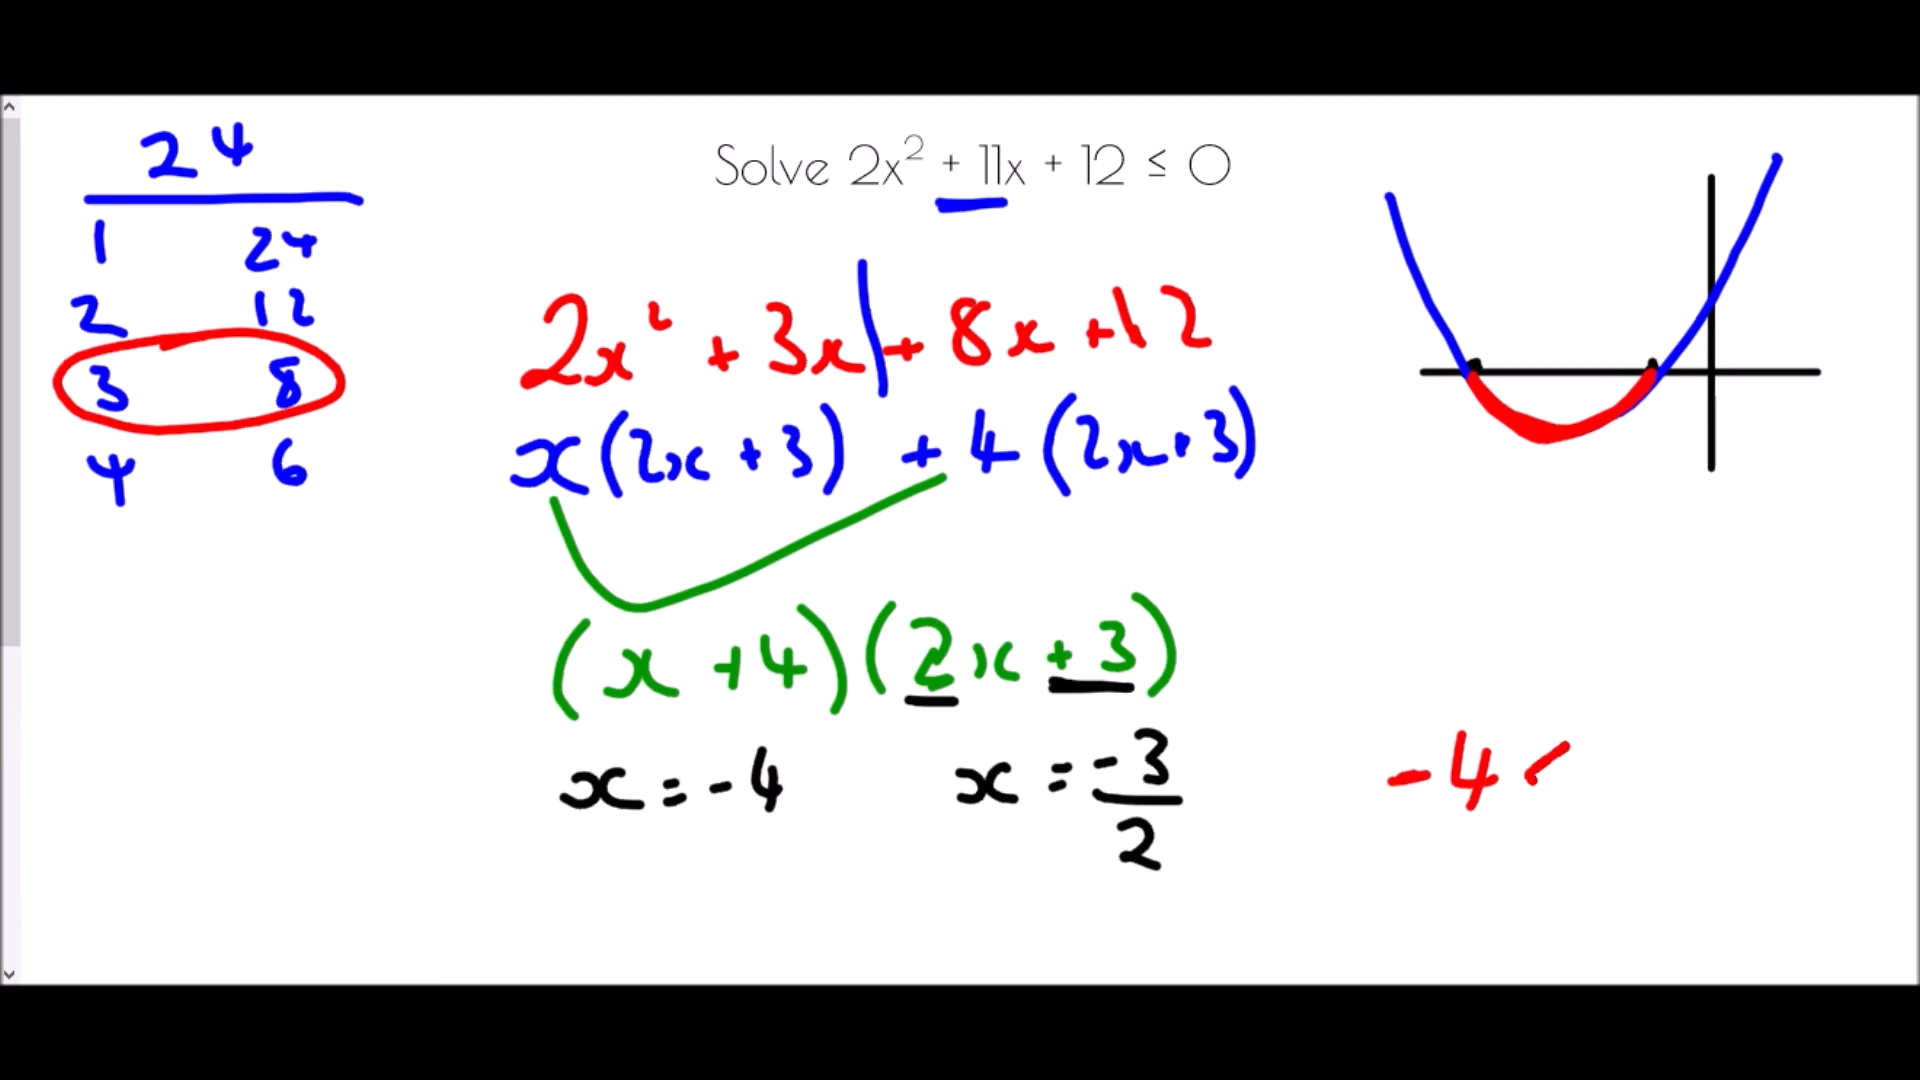 Solve 2x² + 11x + 12 ≤ 0
24
1 24
2 12
3 8
4 6
2x² + 3x + 8x + 12
x(2x + 3) + 4(2x + 3)
(x + 4)(2x + 3)
x = -4 x = -3/2
-4 <